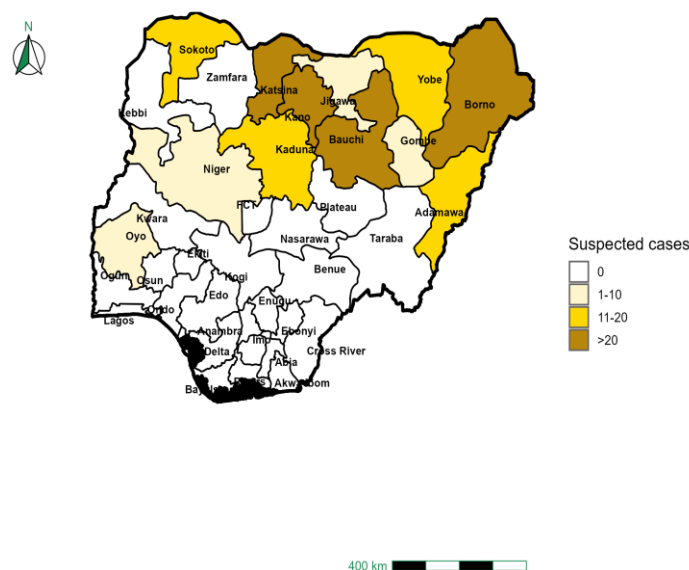 N
Sokoto
Zamfara
Katsina
Yobe
Borno
Kebbi
Jigawa
Kano
Bauchi
Gombe
Kaduna
Niger
FCT
Plateau
Adamawa
Kwara
Oyo
Nasarawa
Taraba
Ekiti
Benue
Ogun
Osun
Kogi
Edo
Enugu
Lagos
Ondo
Anambra
Ebonyi
Imo
Delta
Cross River
Abia
Akwa Ibom
Suspected cases
0
1-10
11-20
>20
400 km